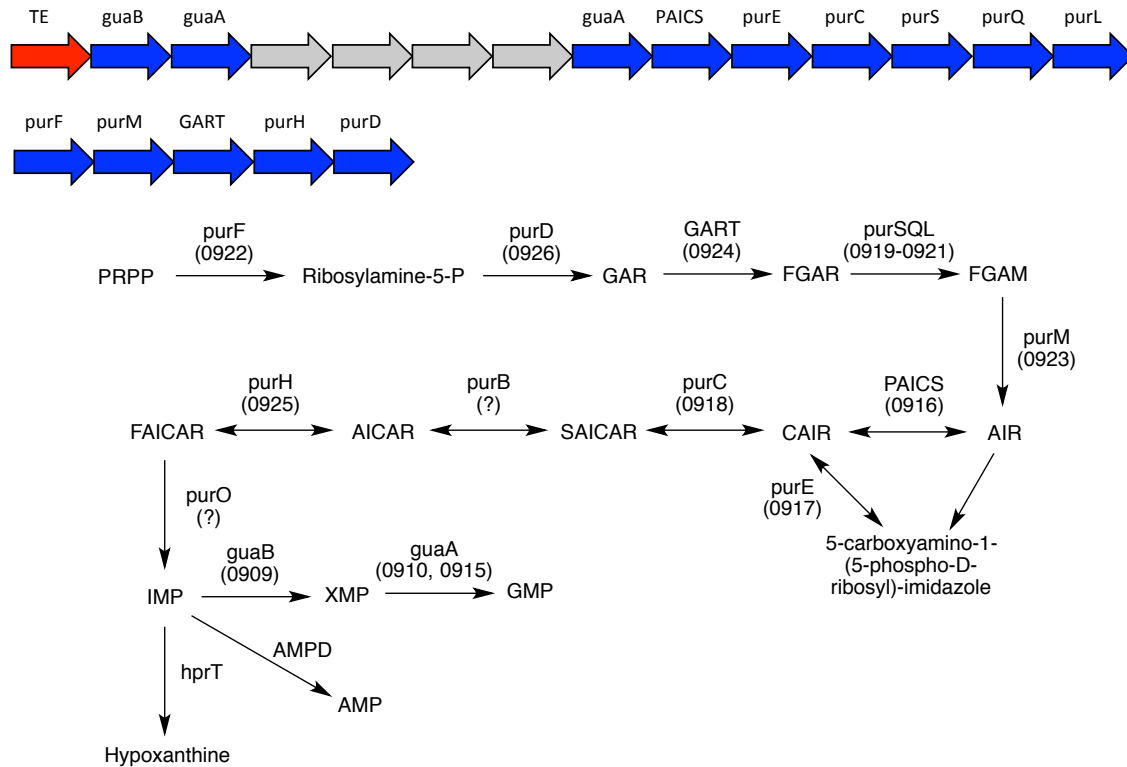 TE guaB guaA guaA PAICS purE purC purS purQ purL
purF purM GART purH purD
purF purD GART purSQL
(0922) (0926) (0924) (0919-0921)
PRPP Ribosylamine-5-P GAR FGAR FGAM
purM
(0923)
purH purB purC PAICS
(0925) (?) (0918) (0916)
FAICAR AICAR SAICAR CAIR AIR
purE
(0917)
purO
(?)
5-carboxyamino-1-
(5-phospho-D-
ribosyl)-imidazole
guaB guaA
(0909) (0910, 0915)
IMP XMP GMP
AMPD
hprT
AMP
Hypoxanthine